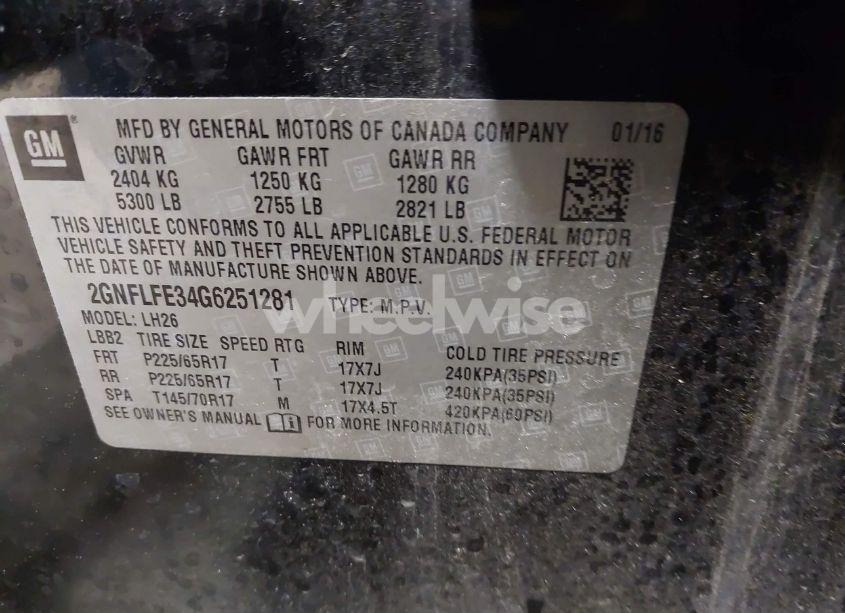 GM ®
MFD BY GENERAL MOTORS OF CANADA COMPANY 01/16
GVWR GAWR FRT GAWR RR
2404 KG 1250 KG 1280 KG
5300 LB 2755 LB 2821 LB
THIS VEHICLE CONFORMS TO ALL APPLICABLE U.S. FEDERAL MOTOR
VEHICLE SAFETY AND THEFT PREVENTION STANDARDS IN EFFECT ON
THE DATE OF MANUFACTURE SHOWN ABOVE.
2GNFLFE34G6251281 TYPE: M.P.V.
wheelwise
MODEL: LH26
LBB2 TIRE SIZE SPEED RTG RIM COLD TIRE PRESSURE
FRT P225/65R17 T 17X7J 240KPA(35PSI)
RR P225/65R17 T 17X7J 240KPA(35PSI)
SPA T145/70R17 M 17X4.5T 420KPA(60PSI)
SEE OWNER'S MANUAL FOR MORE INFORMATION.